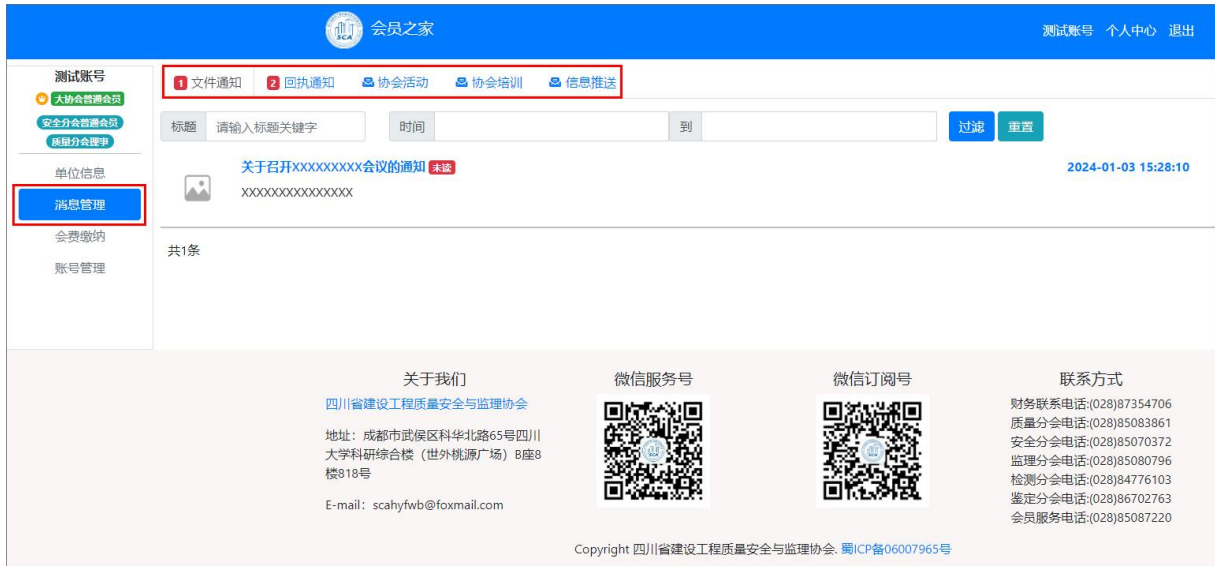 SCA 会员之家
测试账号 个人中心 退出
测试账号
大协会普通会员
安全分会普通会员
质量分会理事
单位信息
消息管理
会费缴纳
账号管理
1 文件通知 2 回执通知 协会活动 协会培训 信息推送
标题 请输入标题关键字 时间 到 过滤 重置
关于召开XXXXXXXXX会议的通知 未读 2024-01-03 15:28:10
XXXXXXXXXXXXXXX
共1条
关于我们
四川省建设工程质量安全与监理协会
地址：成都市武侯区科华北路65号四川
大学科研综合楼（世外桃源广场）B座8
楼818号
E-mail：scahyfwb@foxmail.com
微信服务号
微信订阅号
联系方式
财务联系电话:(028)87354706
质量分会电话:(028)85083861
安全分会电话:(028)85070372
监理分会电话:(028)85080796
检测分会电话:(028)84776103
鉴定分会电话:(028)86702763
会员服务电话:(028)85087220
Copyright 四川省建设工程质量安全与监理协会. 蜀ICP备06007965号